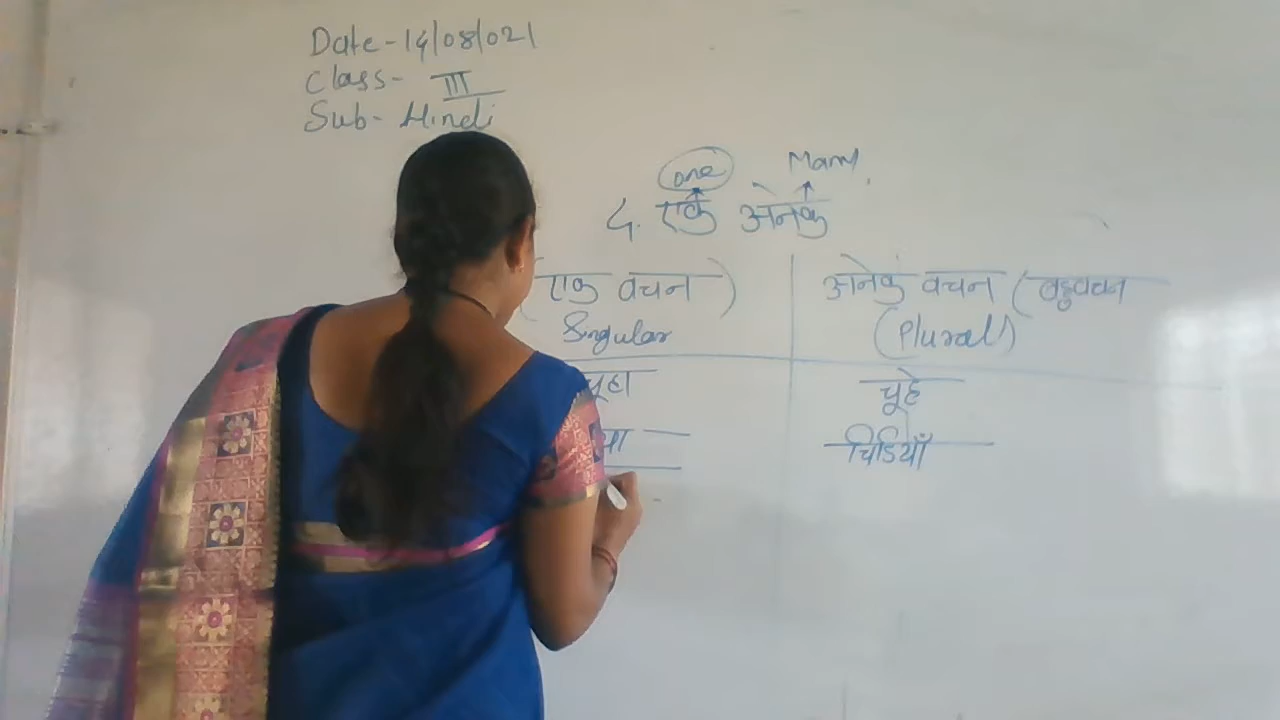 Date-14/08/021
Class- III
Sub- Hindi
one Many
८. एक अनेक
(एक वचन) अनेक वचन (बहुवचन
Singular (Plural)
चूहा चूहे
या चिडियाँ